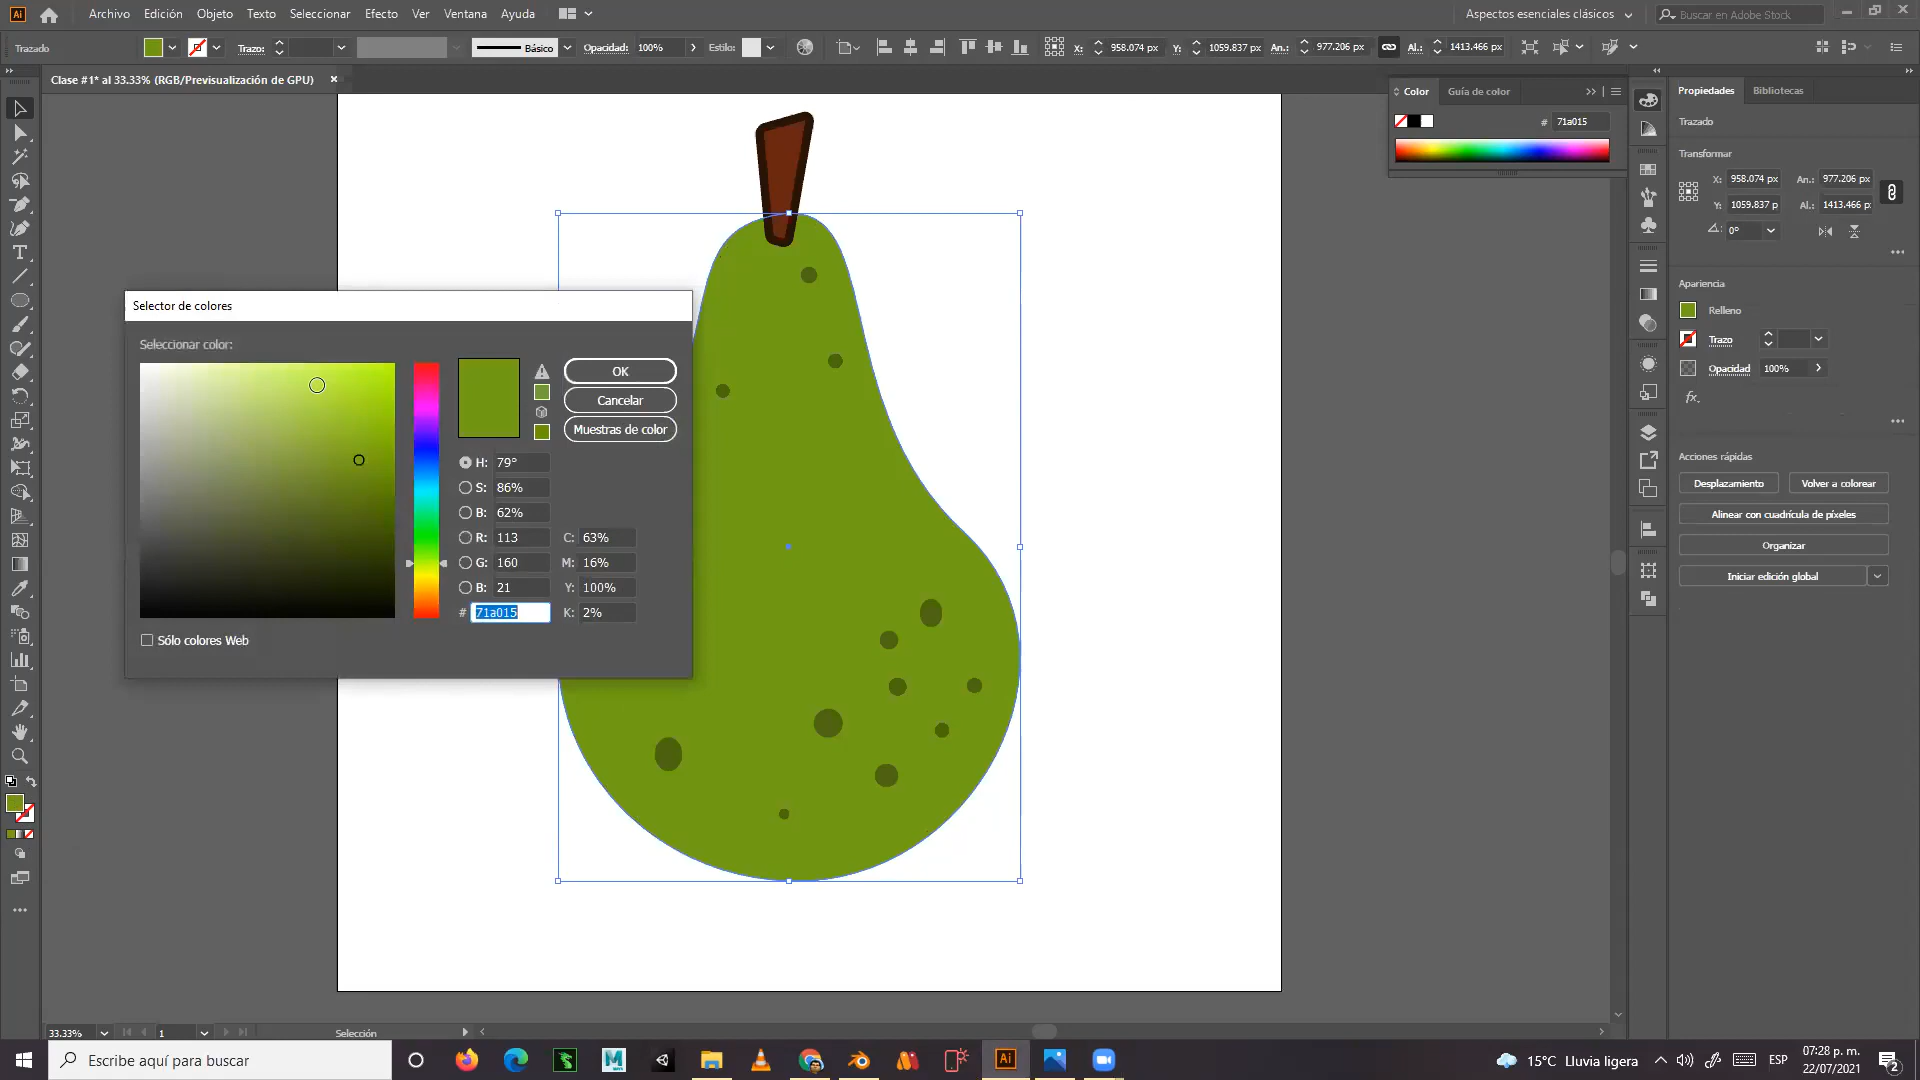 Ai Archivo Edición Objeto Texto Seleccionar Efecto Ver Ventana Ayuda Aspectos esenciales clásicos Buscar en Adobe Stock
Trazado Trazo: Básico Opacidad: 100% Estilo: X: 958.074 px Y: 1059.837 px An.: 977.206 px Al.: 1413.466 px
Clase #1* al 33.33% (RGB/Previsualización de GPU)
Color Guía de color
# 71a015
Propiedades Bibliotecas
Trazado
Transformar
X: 958.074 px An.: 977.206 px
Y: 1059.837 p Al.: 1413.466 p
0°
Apariencia
Relleno
Trazo
Opacidad 100%
fx.
Acciones rápidas
Desplazamiento Volver a colorear
Alinear con cuadrícula de píxeles
Organizar
Iniciar edición global
Selector de colores
Seleccionar color:
OK
Cancelar
Muestras de color
H: 79°
S: 86%
B: 62%
R: 113 C: 63%
G: 160 M: 16%
B: 21 Y: 100%
# 71a015 K: 2%
Sólo colores Web
33.33% 1 Selección
Escribe aquí para buscar
Ai
15°C Lluvia ligera
ESP
07:28 p. m.
22/07/2021
2